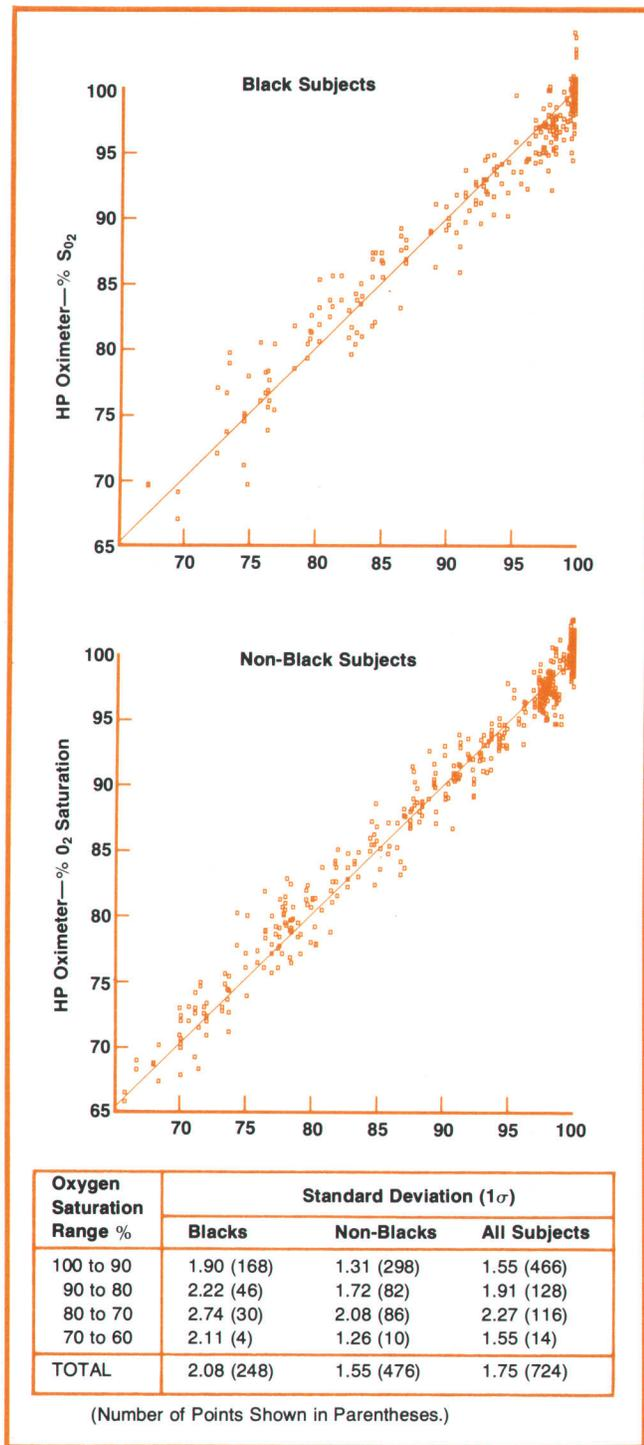 Black Subjects
HP Oximeter—% S₀₂
100
95
90
85
80
75
70
65
70 75 80 85 90 95 100
Non-Black Subjects
HP Oximeter—% 0₂ Saturation
100
95
90
85
80
75
70
65
70 75 80 85 90 95 100
Oxygen Saturation Range % Standard Deviation (1σ)
Blacks Non-Blacks All Subjects
100 to 90 1.90 (168) 1.31 (298) 1.55 (466)
90 to 80 2.22 (46) 1.72 (82) 1.91 (128)
80 to 70 2.74 (30) 2.08 (86) 2.27 (116)
70 to 60 2.11 (4) 1.26 (10) 1.55 (14)
TOTAL 2.08 (248) 1.55 (476) 1.75 (724)
(Number of Points Shown in Parentheses.)